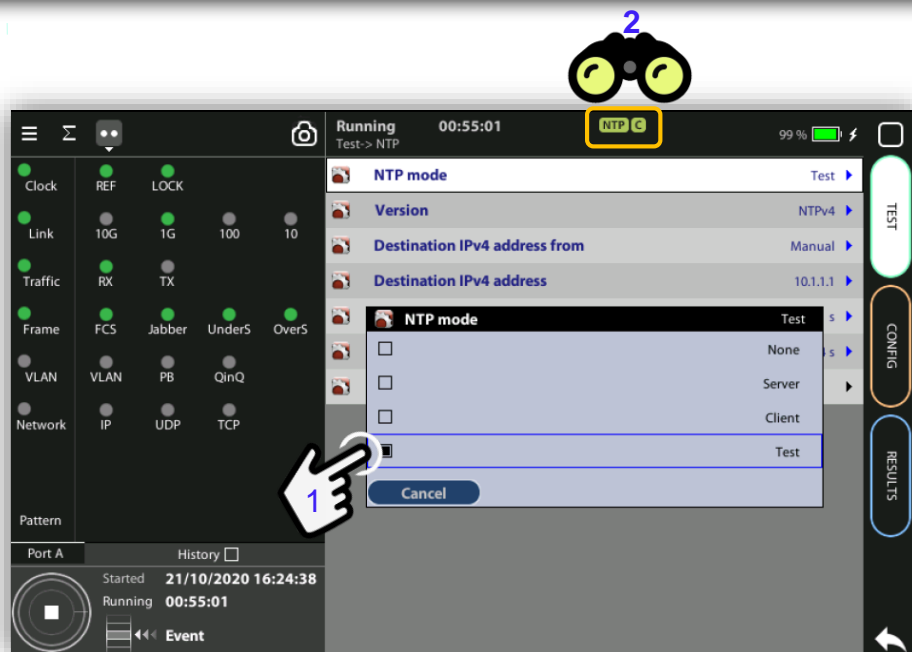 2
Running 00:55:01
Test-> NTP
NTP C
99 %
Σ
Clock REF LOCK
Link 10G 1G 100 10
Traffic RX TX
Frame FCS Jabber UnderS OverS
VLAN VLAN PB QinQ
Network IP UDP TCP
Pattern
Port A History
Started 21/10/2020 16:24:38
Running 00:55:01
Event
NTP mode Test
Version NTPv4
Destination IPv4 address from Manual
Destination IPv4 address 10.1.1.1
s
s
NTP mode Test
None
Server
Client
Test
Cancel
1
TEST
CONFIG
RESULTS